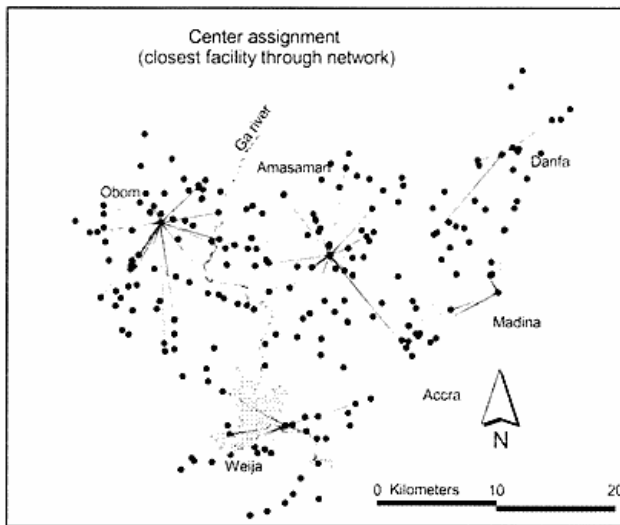 Center assignment
(closest facility through network)
Ga river
Amasaman
Obom
Danfa
Madina
Accra
N
Weija
0 Kilometers 10 20